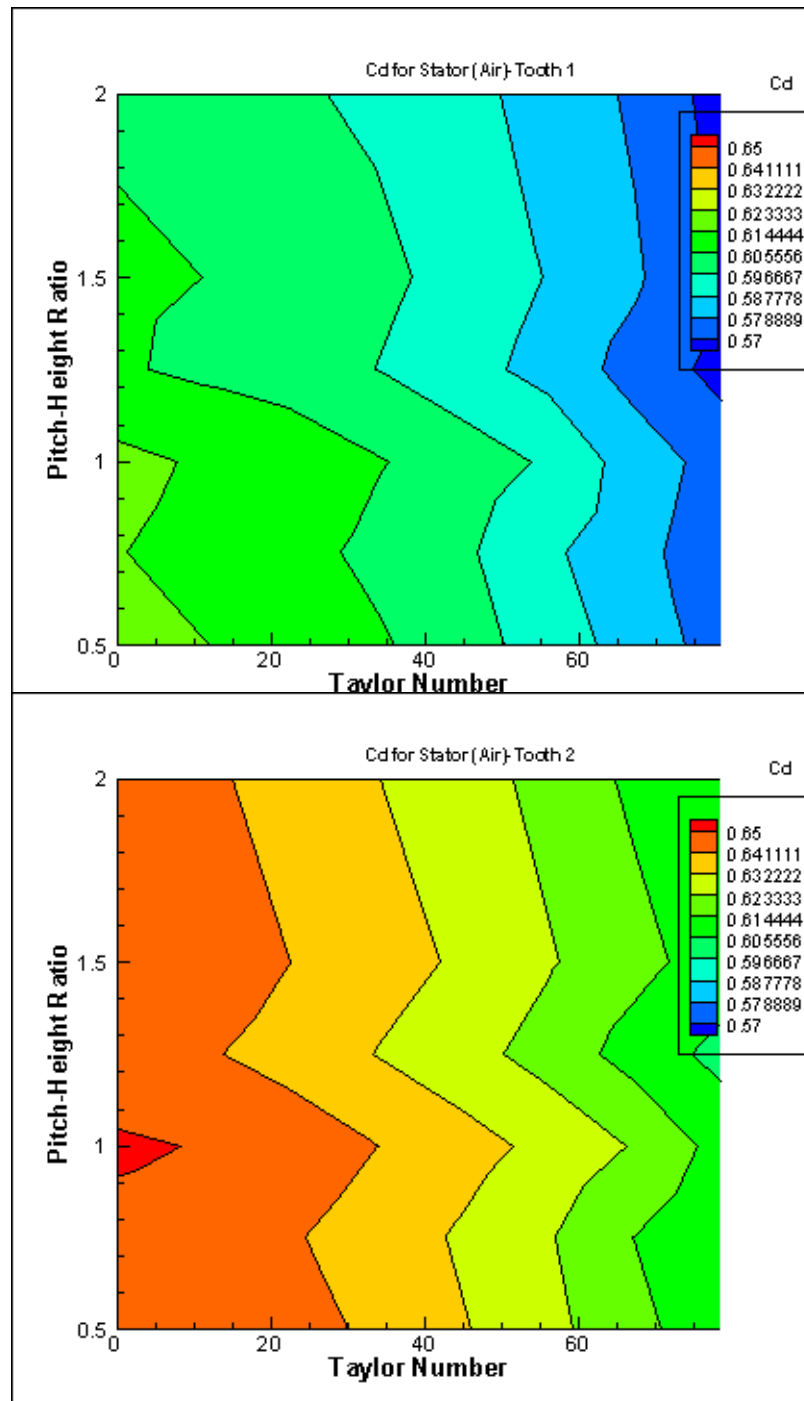 Cd for Stator (Air)-Tooth 1
Cd
2
1.5
1
0.5
Pitch-Height Ratio
0.65
0.641111
0.632222
0.623333
0.614444
0.605556
0.596667
0.587778
0.578889
0.57
0 20 40 60
Taylor Number
Cd for Stator (Air)-Tooth 2
Cd
2
1.5
1
0.5
Pitch-Height Ratio
0.65
0.641111
0.632222
0.623333
0.614444
0.605556
0.596667
0.587778
0.578889
0.57
0 20 40 60
Taylor Number